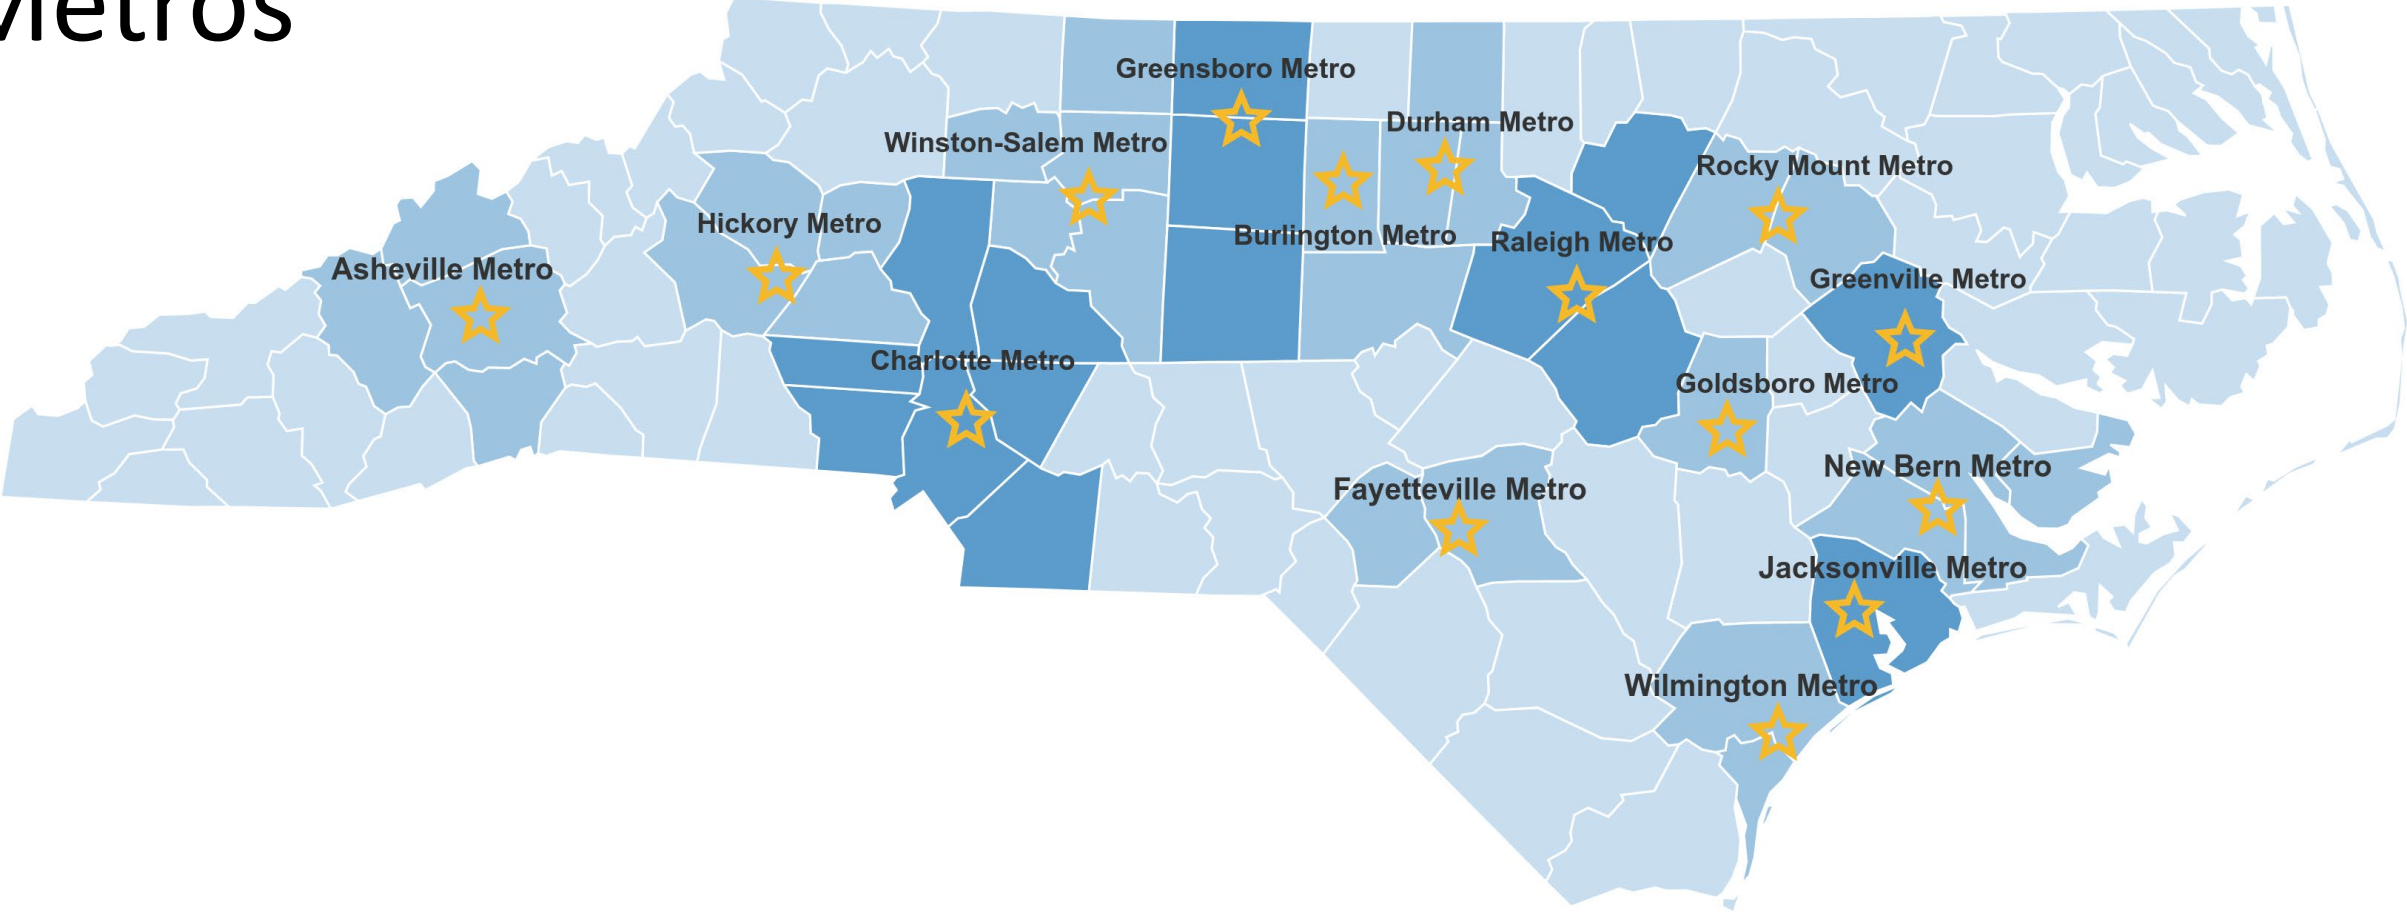 Metros
Greensboro Metro
Durham Metro
Winston-Salem Metro
Rocky Mount Metro
Hickory Metro
Burlington Metro
Raleigh Metro
Asheville Metro
Greenville Metro
Charlotte Metro
Goldsboro Metro
New Bern Metro
Fayetteville Metro
Jacksonville Metro
Wilmington Metro